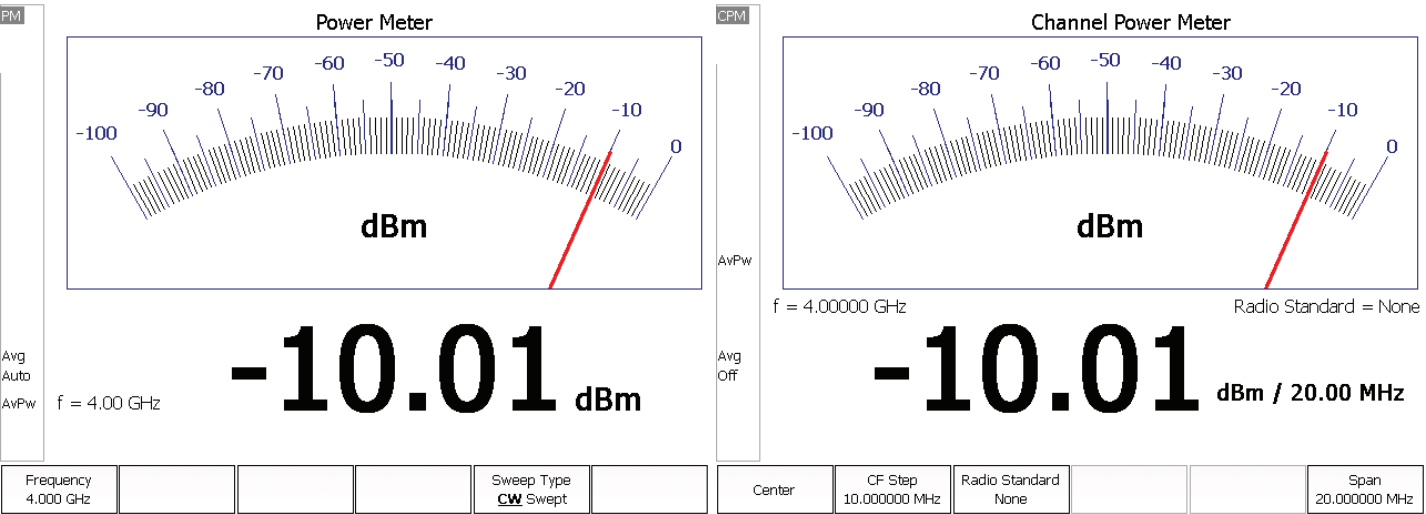 PM
Power Meter
-100
-90
-80
-70
-60
-50
-40
-30
-20
-10
0
dBm
Avg
Auto
AvPw
f = 4.00 GHz
-10.01 dBm
Frequency
4.000 GHz
Sweep Type
CW Swept
CPM
Channel Power Meter
-100
-90
-80
-70
-60
-50
-40
-30
-20
-10
0
dBm
AvPw
f = 4.00000 GHz
Radio Standard = None
Avg
Off
-10.01 dBm / 20.00 MHz
Center
CF Step
10.000000 MHz
Radio Standard
None
Span
20.000000 MHz